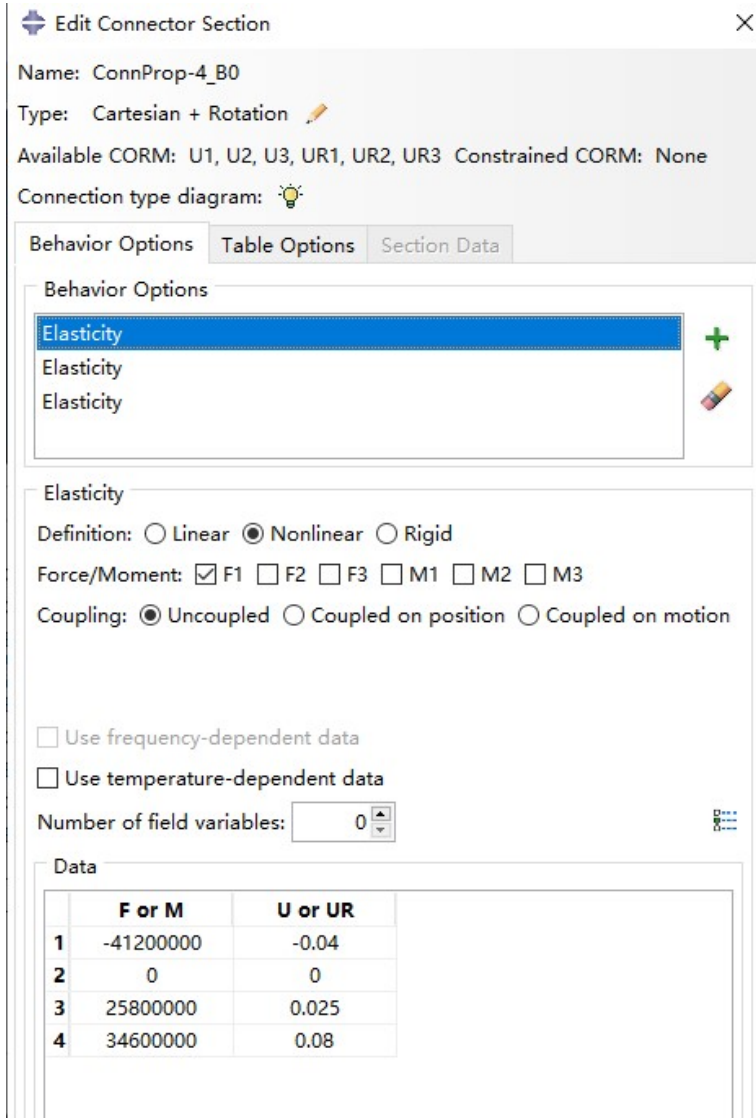 Edit Connector Section
Name: ConnProp-4_B0
Type: Cartesian + Rotation
Available CORM: U1, U2, U3, UR1, UR2, UR3 Constrained CORM: None
Connection type diagram:
Behavior Options Table Options Section Data
Behavior Options
Elasticity
Elasticity
Elasticity
Elasticity
Definition: Linear Nonlinear Rigid
Force/Moment: F1 F2 F3 M1 M2 M3
Coupling: Uncoupled Coupled on position Coupled on motion
Use frequency-dependent data
Use temperature-dependent data
Number of field variables: 0
Data
F or M U or UR
1 -41200000 -0.04
2 0 0
3 25800000 0.025
4 34600000 0.08